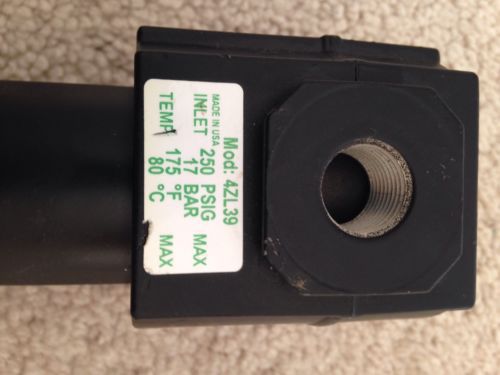 Mod: 4ZL39
MADE IN USA
INLET 250 PSIG MAX
17 BAR
TEMP 175 °F MAX
80 °C